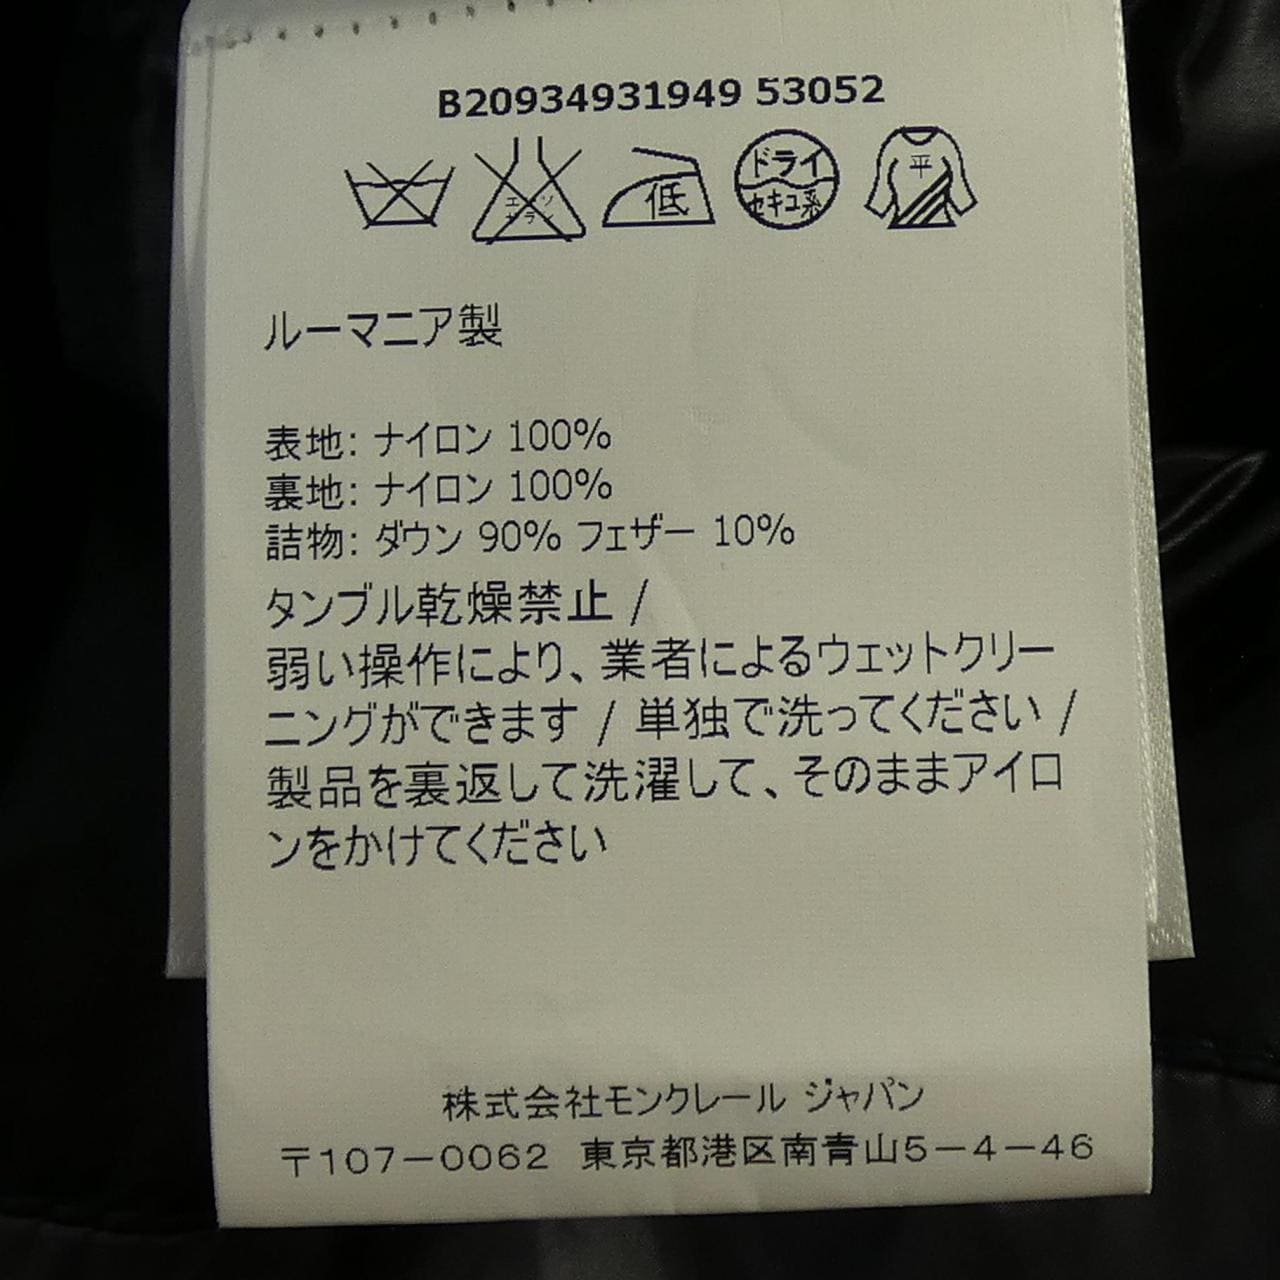 B20934931949 53052
エンソ
サラシ
低
ドライ
セキユ系
平
ルーマニア製
表地: ナイロン 100%
裏地: ナイロン 100%
詰物: ダウン 90% フェザー 10%
タンブル乾燥禁止 /
弱い操作により、業者によるウェットクリー
ニングができます / 単独で洗ってください /
製品を裏返して洗濯して、そのままアイロ
ンをかけてください
株式会社モンクレール ジャパン
〒107-0062 東京都港区南青山5-4-46